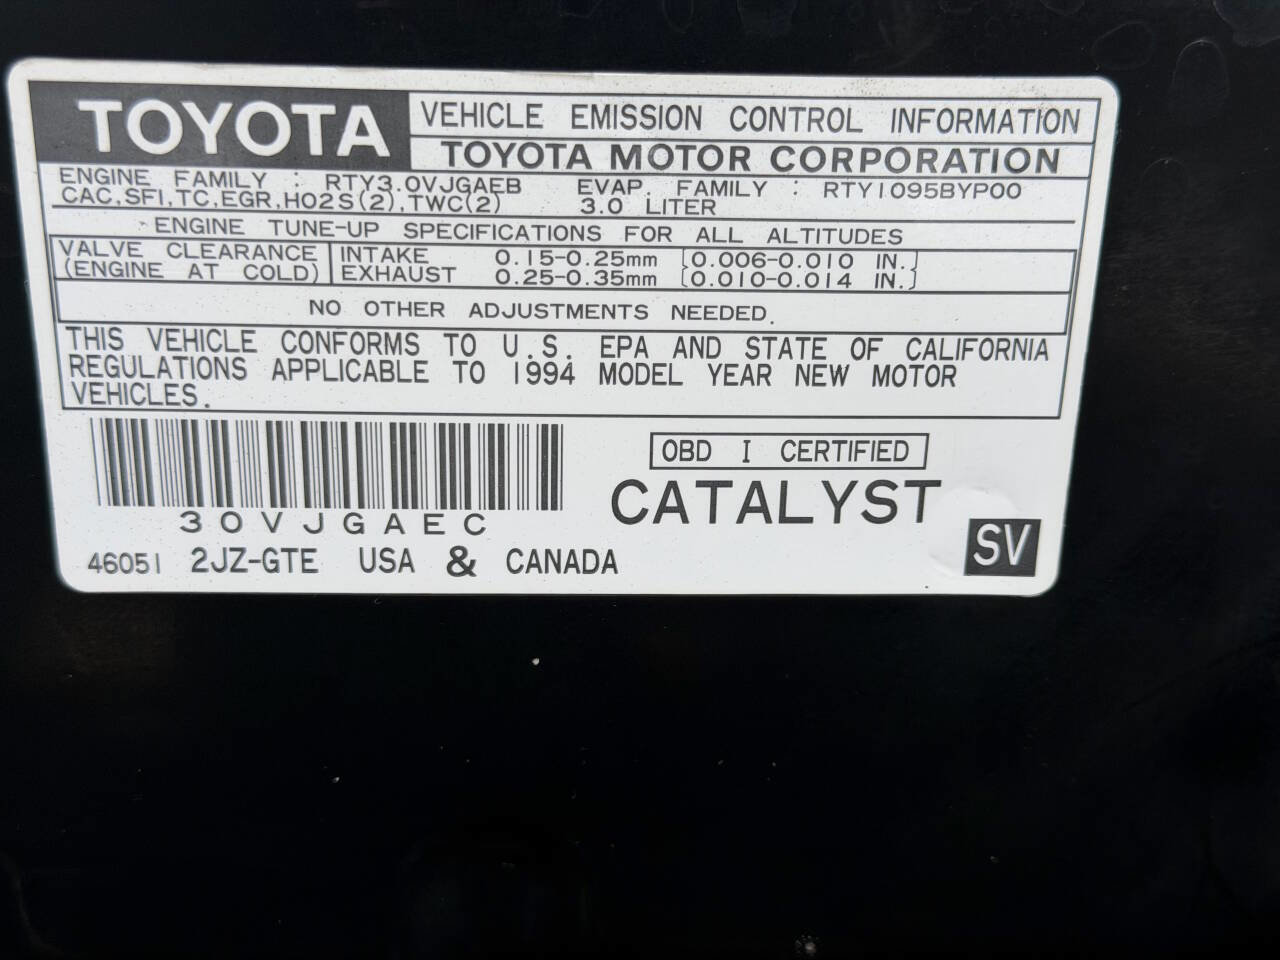 TOYOTA VEHICLE EMISSION CONTROL INFORMATION
TOYOTA MOTOR CORPORATION
ENGINE FAMILY : RTY3.0VJGAEB EVAP. FAMILY : RTY1095BYP00
CAC,SFI,TC,EGR,HO2S(2),TWC(2) 3.0 LITER
ENGINE TUNE-UP SPECIFICATIONS FOR ALL ALTITUDES
VALVE CLEARANCE INTAKE 0.15-0.25mm [0.006-0.010 IN.]
(ENGINE AT COLD) EXHAUST 0.25-0.35mm [0.010-0.014 IN.]
NO OTHER ADJUSTMENTS NEEDED.
THIS VEHICLE CONFORMS TO U.S. EPA AND STATE OF CALIFORNIA
REGULATIONS APPLICABLE TO 1994 MODEL YEAR NEW MOTOR
VEHICLES.
OBD I CERTIFIED
CATALYST
30VJGAEC
46051 2JZ-GTE USA & CANADA
SV